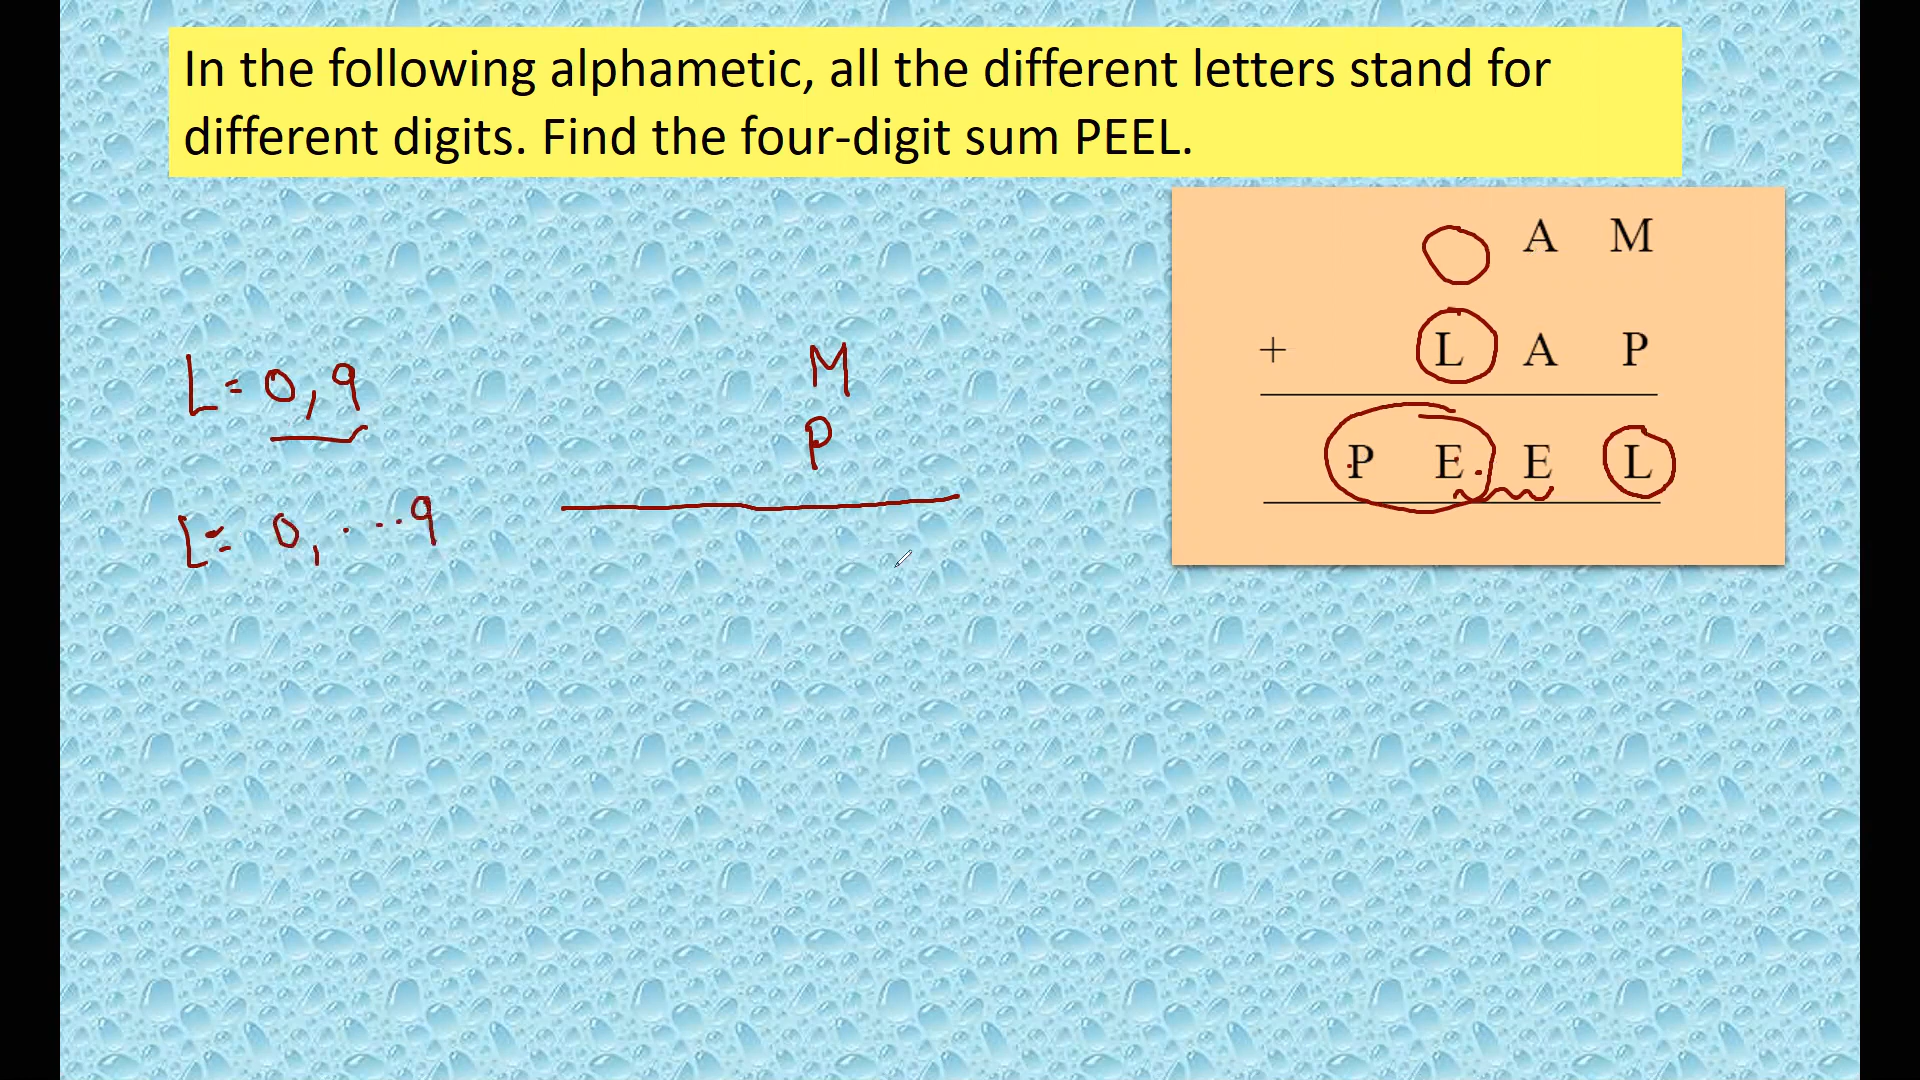 In the following alphametic, all the different letters stand for
different digits. Find the four-digit sum PEEL.
A M
+ L A P
P E E L
L = 0, 9
L = 0, ... 9
M
P